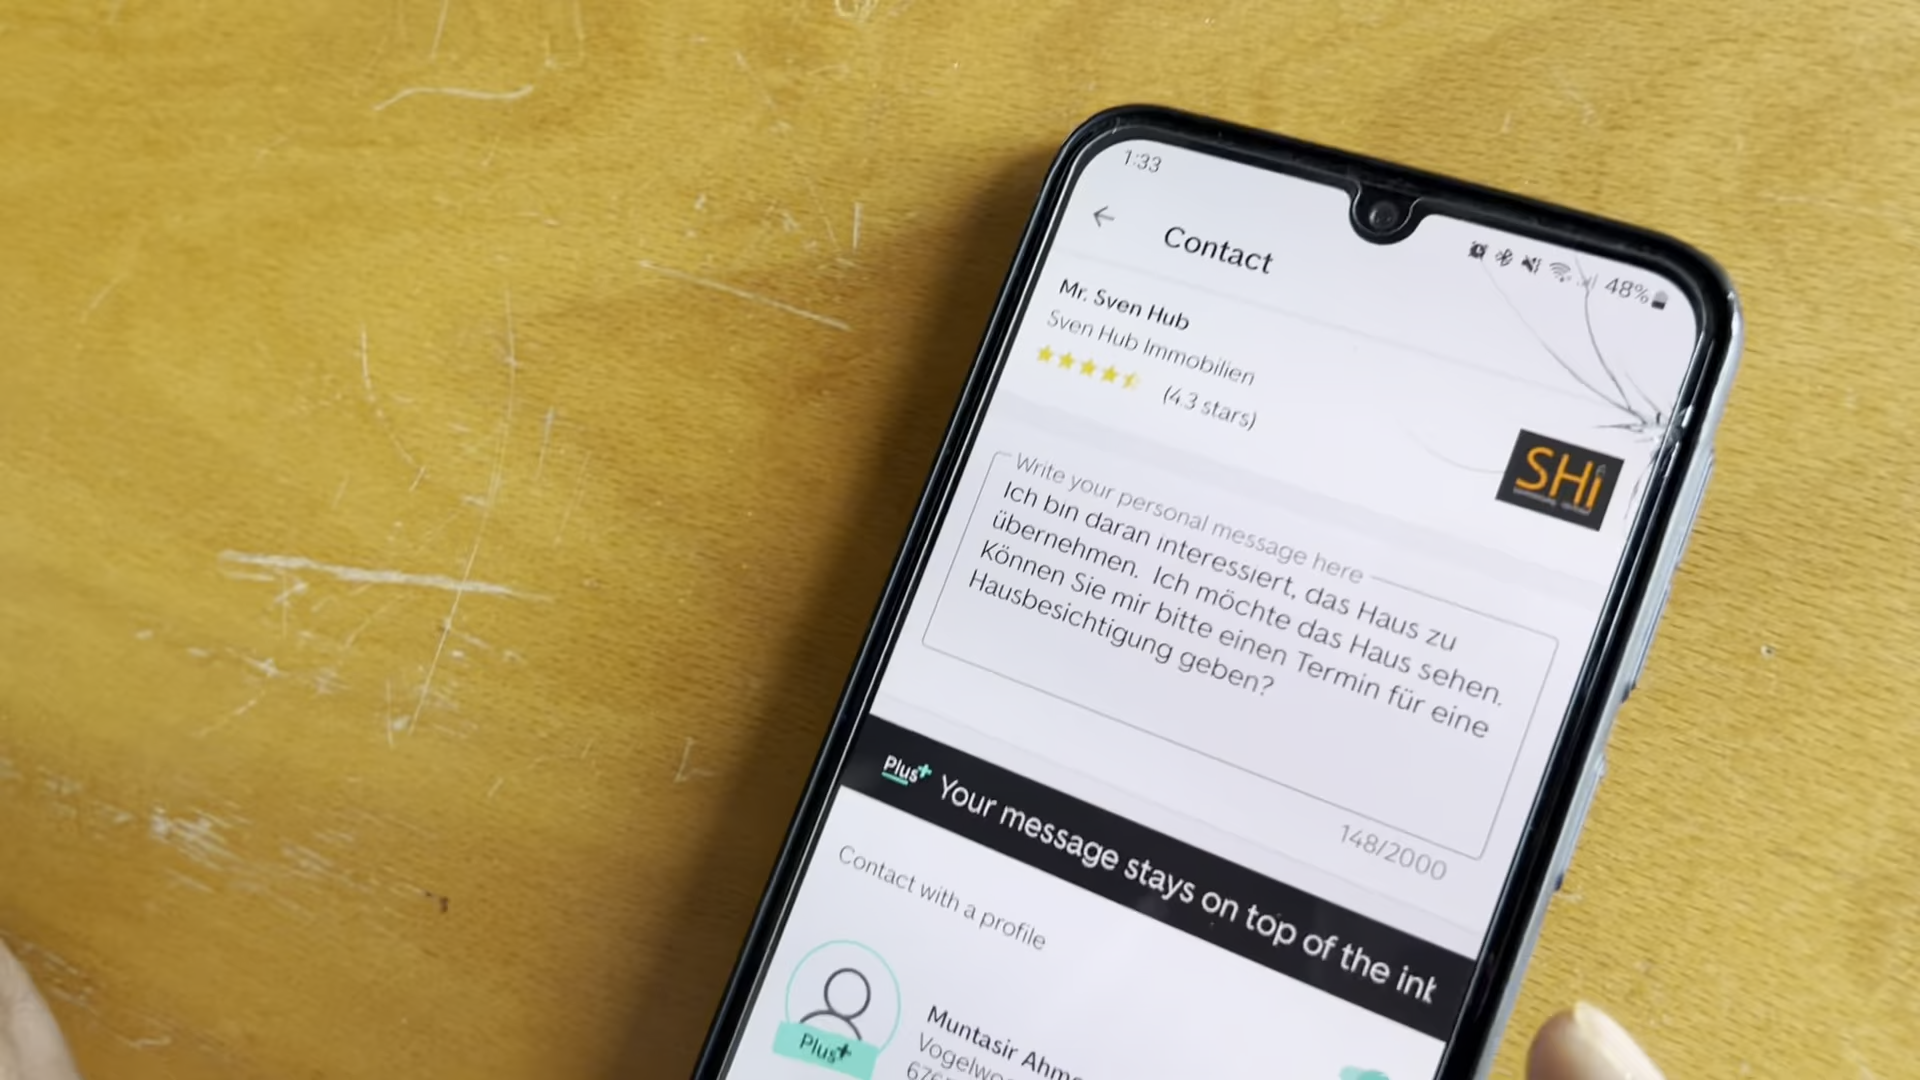 1:33
48%
Contact
Mr. Sven Hub
Sven Hub Immobilien
(4.3 stars)
SHi
Write your personal message here
Ich bin daran interessiert, das Haus zu
übernehmen. Ich möchte das Haus sehen.
Können Sie mir bitte einen Termin für eine
Hausbesichtigung geben?
148/2000
Plus+ Your message stays on top of the
Contact with a profile
Plus+
Muntasir